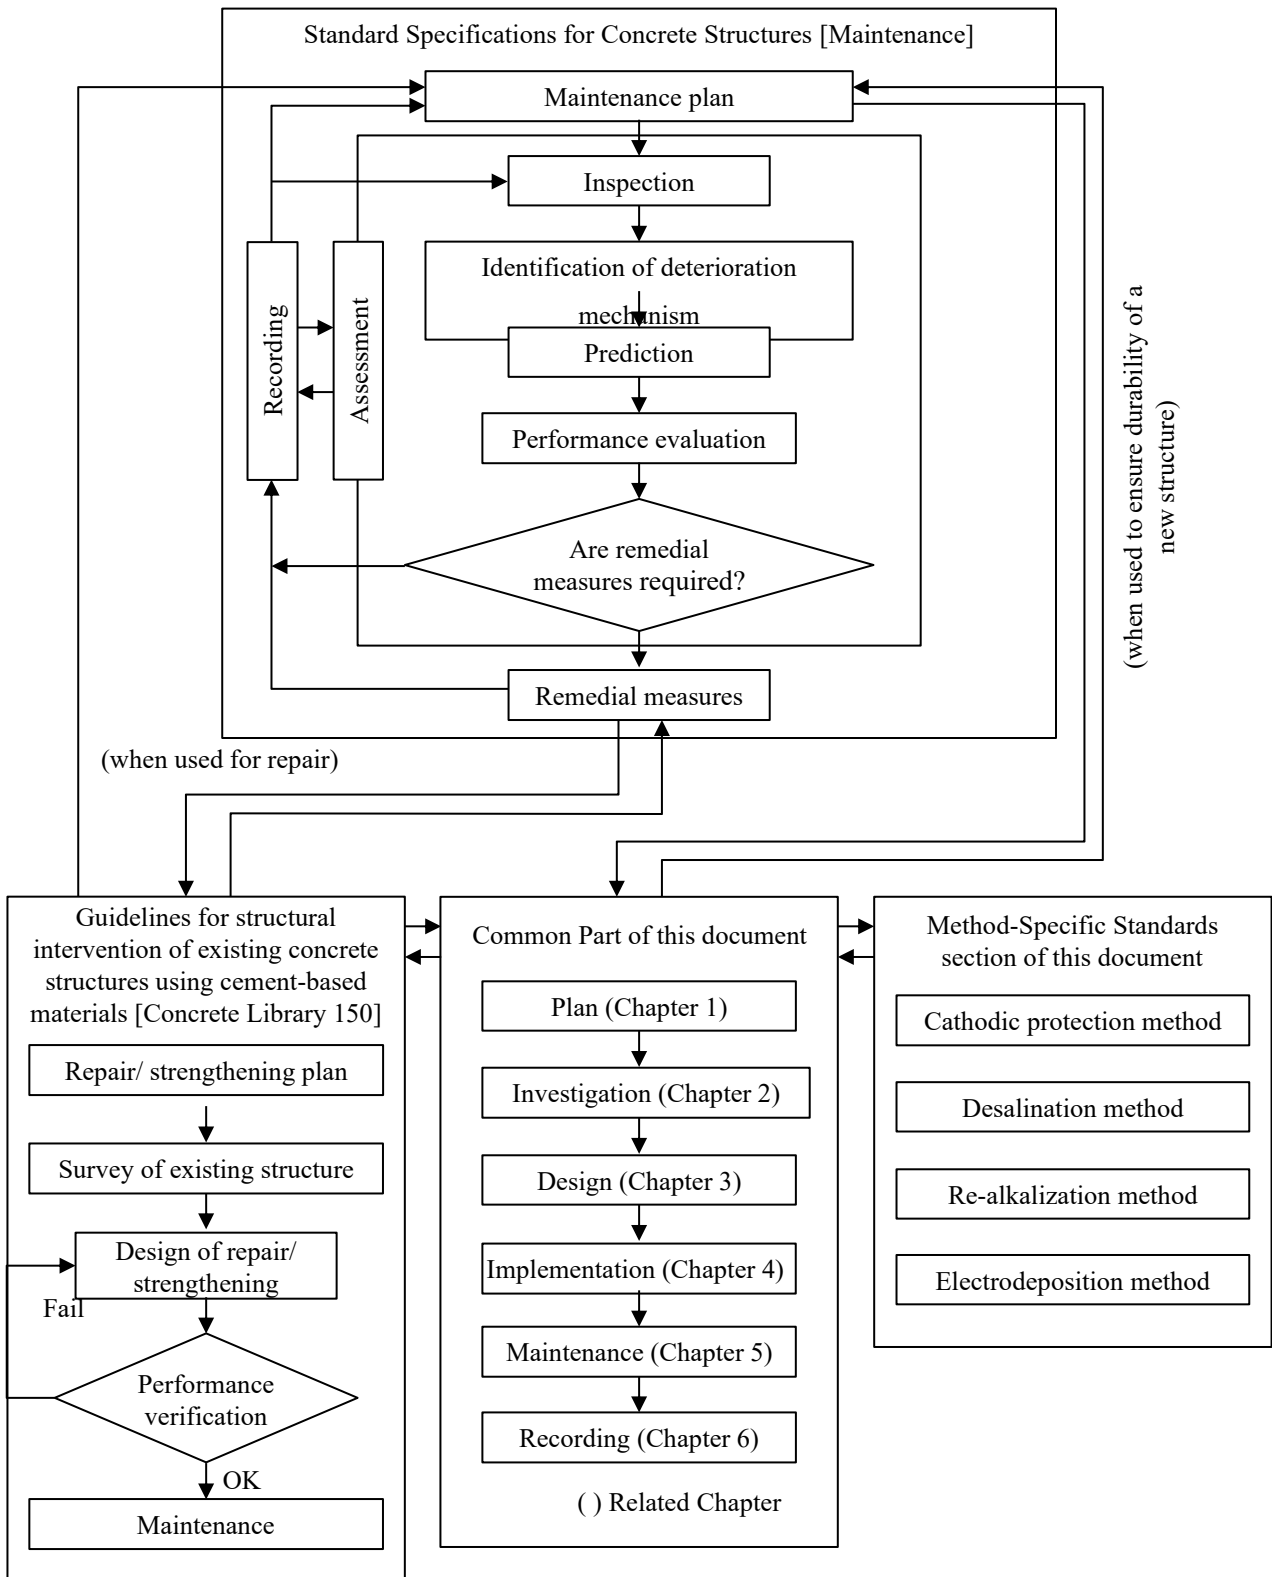 Standard Specifications for Concrete Structures [Maintenance]
Maintenance plan
Inspection
Identification of deterioration
mechanism
Prediction
Recording
Assessment
Performance evaluation
Are remedial
measures required?
Remedial measures
(when used to ensure durability of a
new structure)
(when used for repair)
Guidelines for structural
intervention of existing concrete
structures using cement-based
materials [Concrete Library 150]
Repair/ strengthening plan
Survey of existing structure
Design of repair/
strengthening
Fail
Performance
verification
OK
Maintenance
Common Part of this document
Plan (Chapter 1)
Investigation (Chapter 2)
Design (Chapter 3)
Implementation (Chapter 4)
Maintenance (Chapter 5)
Recording (Chapter 6)
( ) Related Chapter
Method-Specific Standards
section of this document
Cathodic protection method
Desalination method
Re-alkalization method
Electrodeposition method